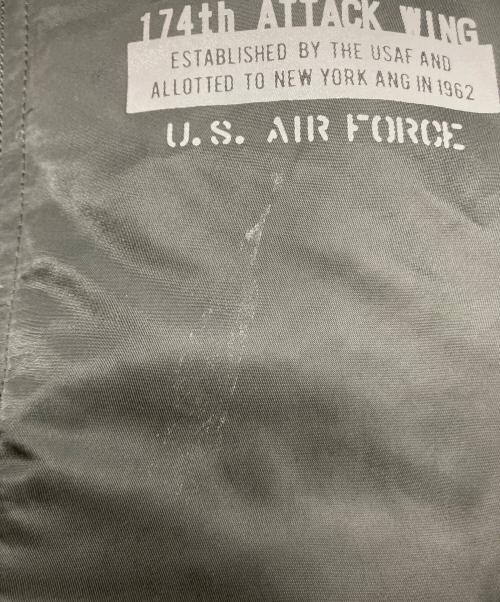 174th ATTACK WING
ESTABLISHED BY THE USAF AND
ALLOTTED TO NEW YORK ANG IN 1962
U.S. AIR FORCE